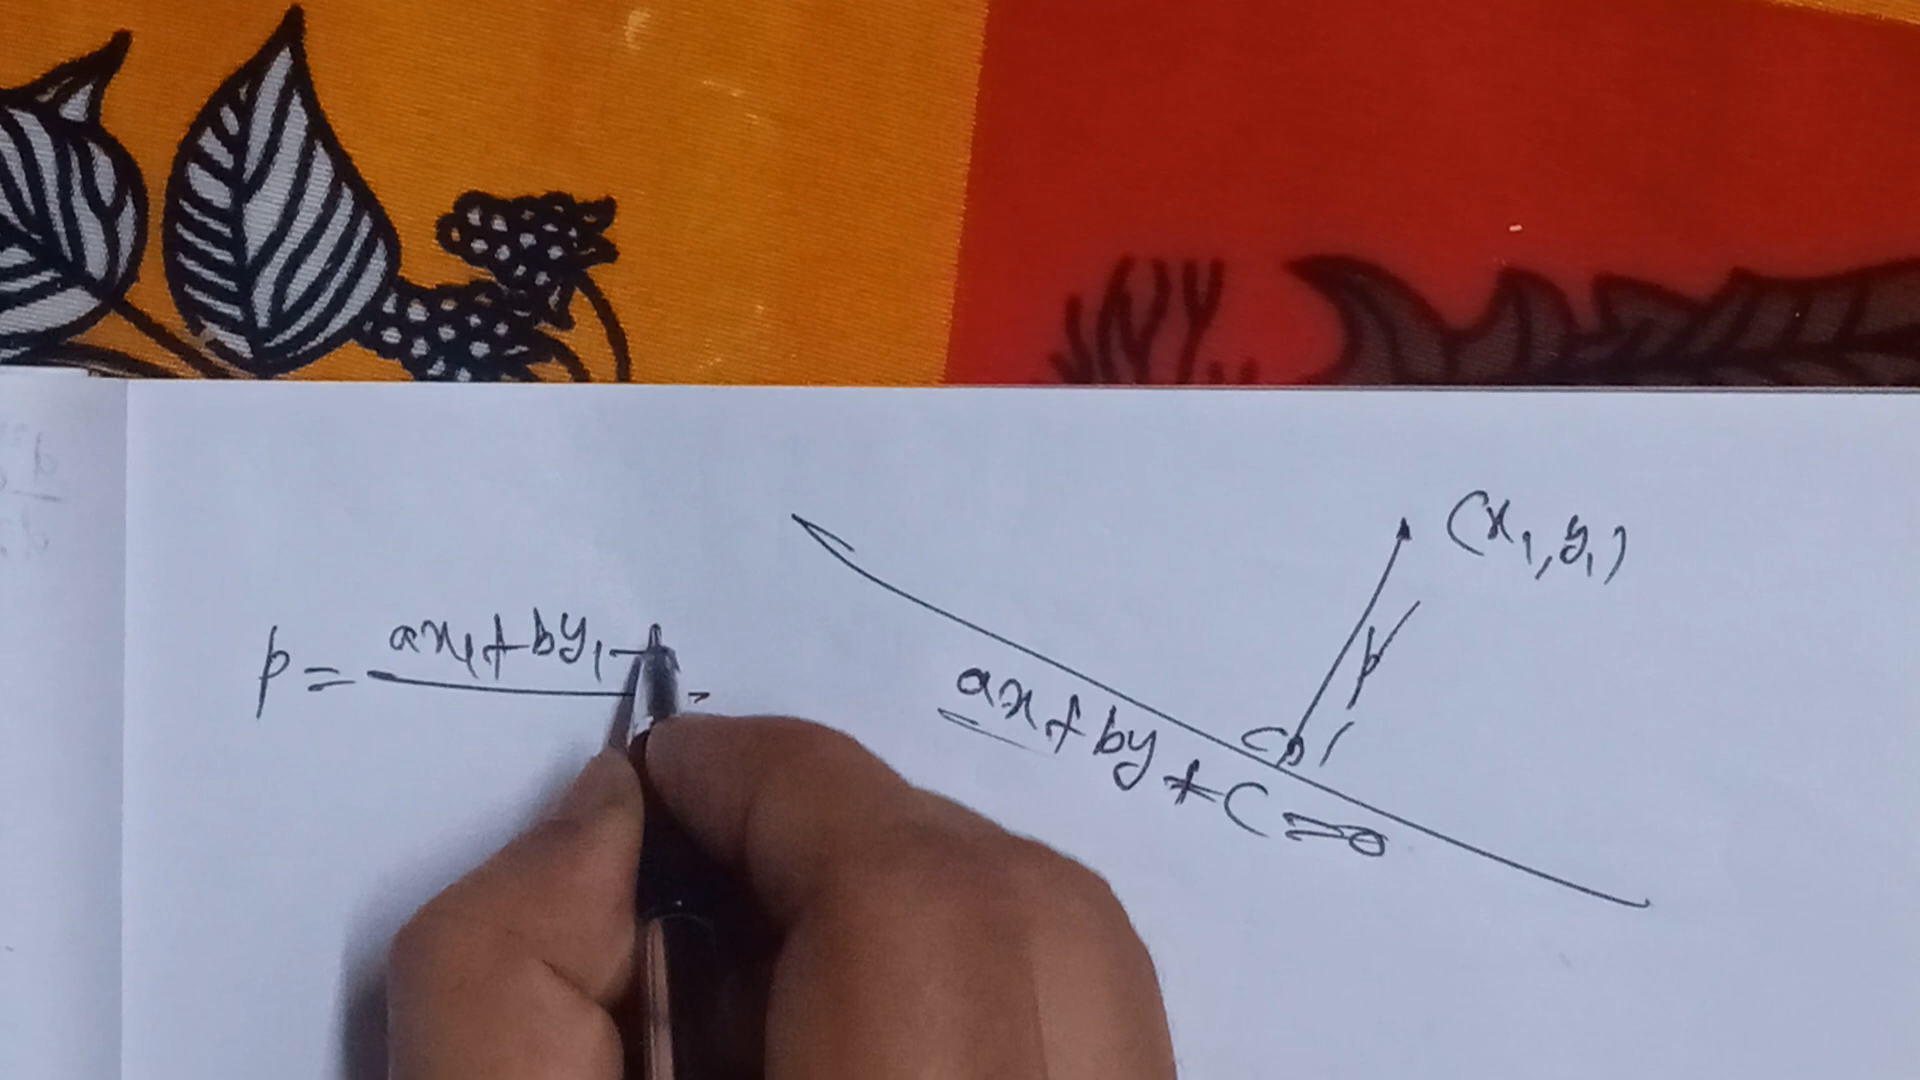 (x₁, y₁)
p = ax₁ + by₁ +
p
ax + by + C = 0